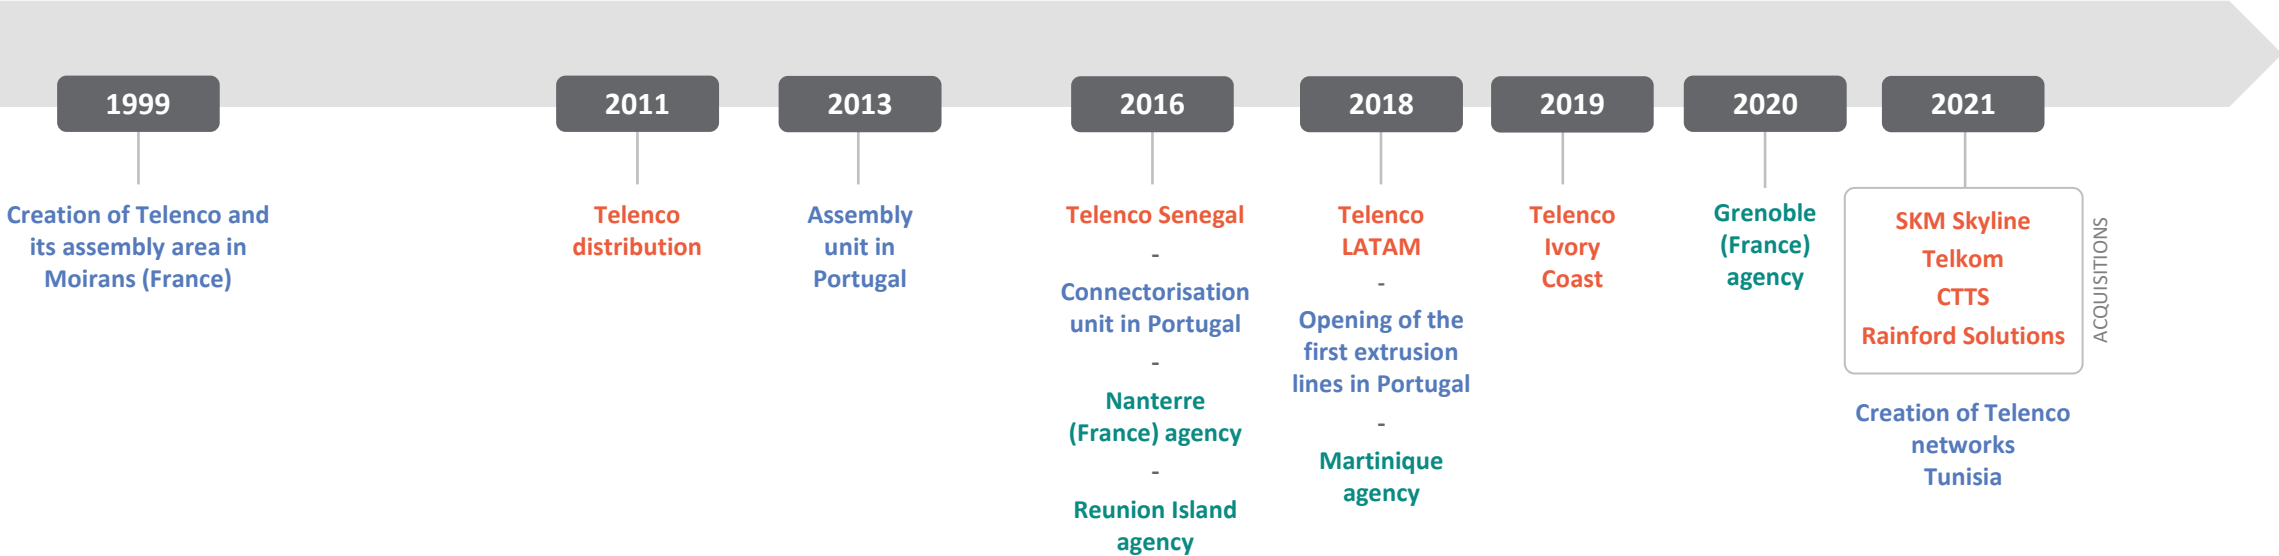 1999
Creation of Telenco and
its assembly area in
Moirans (France)
2011
Telenco
distribution
2013
Assembly
unit in
Portugal
2016
Telenco Senegal
-
Connectorisation
unit in Portugal
-
Nanterre
(France) agency
-
Reunion Island
agency
2018
Telenco
LATAM
-
Opening of the
first extrusion
lines in Portugal
-
Martinique
agency
2019
Telenco
Ivory
Coast
2020
Grenoble
(France)
agency
2021
SKM Skyline
Telkom
CTTS
Rainford Solutions
ACQUISITIONS
Creation of Telenco
networks
Tunisia